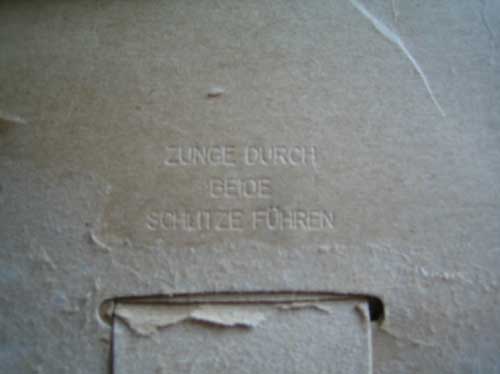 ZUNGE DURCH
BEIDE
SCHLITZE FÜHREN